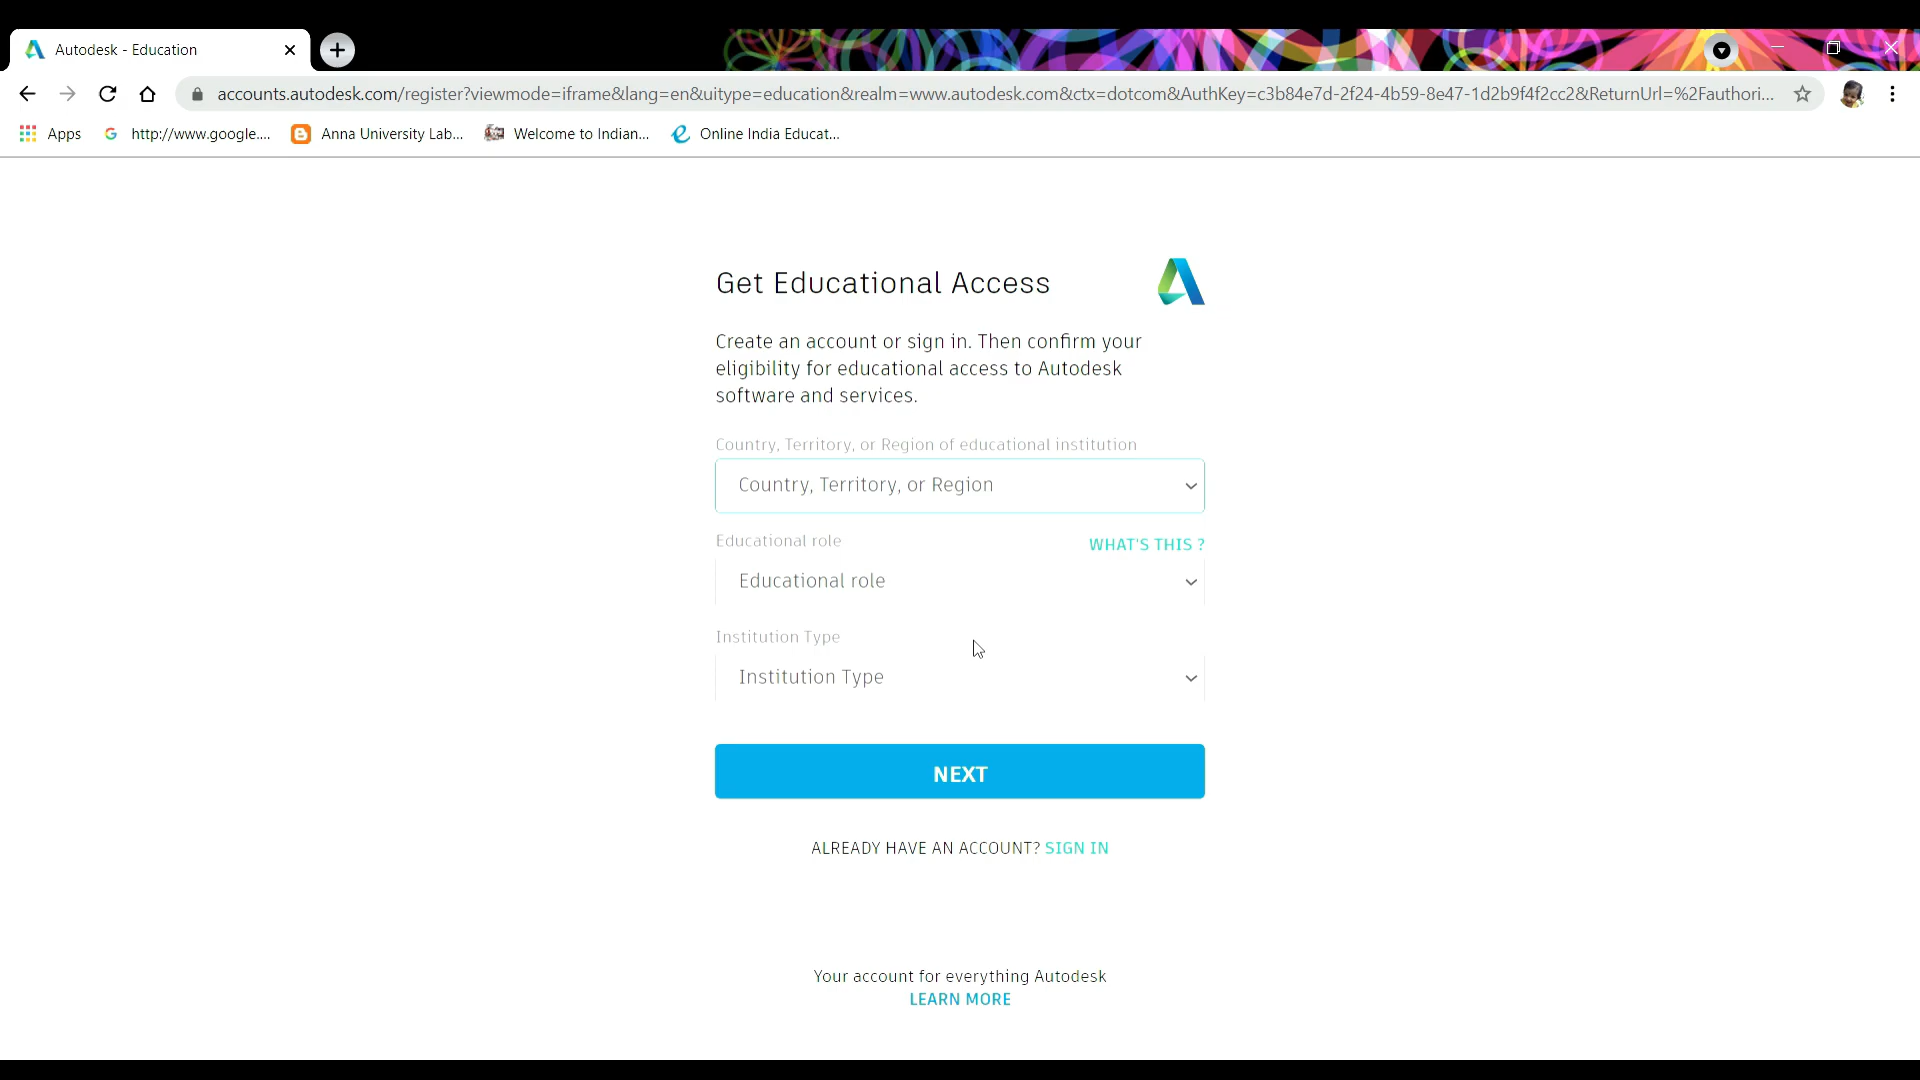 Autodesk - Education
accounts.autodesk.com/register?viewmode=iframe&lang=en&uitype=education&realm=www.autodesk.com&ctx=dotcom&AuthKey=c3b84e7d-2f24-4b59-8e47-1d2b9f4f2cc2&ReturnUrl=%2Fauthori...
Apps http://www.google.... Anna University Lab... Welcome to Indian... Online India Educat...
Get Educational Access
Create an account or sign in. Then confirm your
eligibility for educational access to Autodesk
software and services.
Country, Territory, or Region of educational institution
Country, Territory, or Region
Educational role WHAT'S THIS ?
Educational role
Institution Type
Institution Type
NEXT
ALREADY HAVE AN ACCOUNT? SIGN IN
Your account for everything Autodesk
LEARN MORE